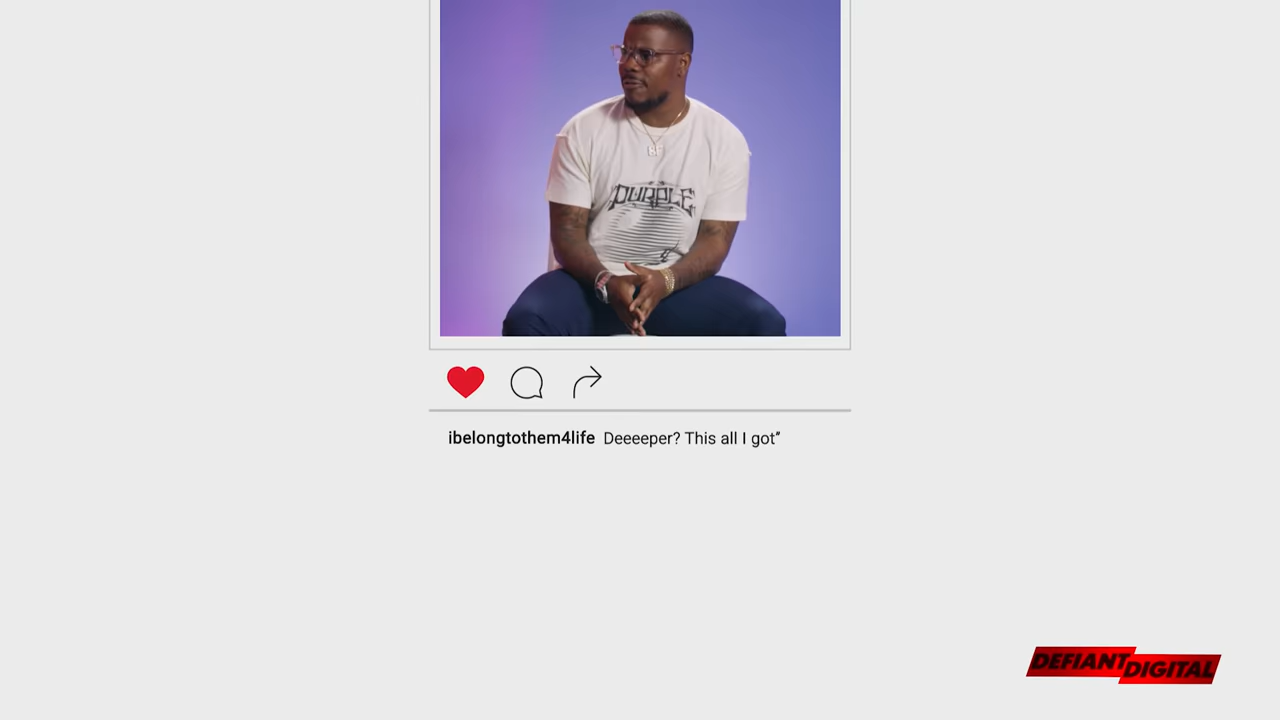 PURPLE
ibelongtothem4life Deeeeper? This all I got”
DEFIANT DIGITAL